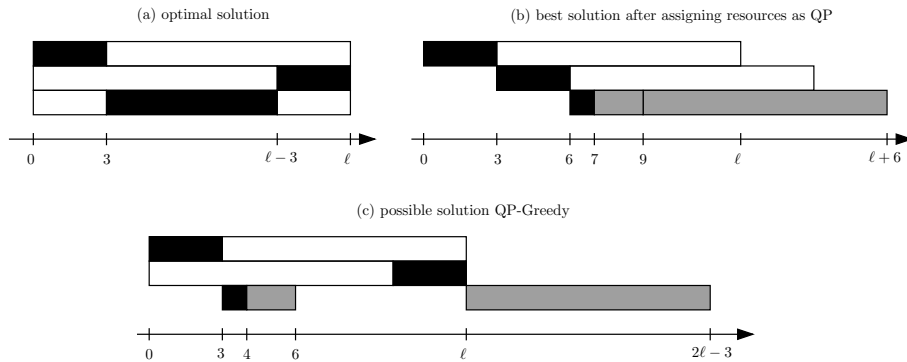 (a) optimal solution
(b) best solution after assigning resources as QP
0 3 ℓ − 3 ℓ
0 3 6 7 9 ℓ ℓ + 6
(c) possible solution QP-Greedy
0 3 4 6 ℓ 2ℓ − 3